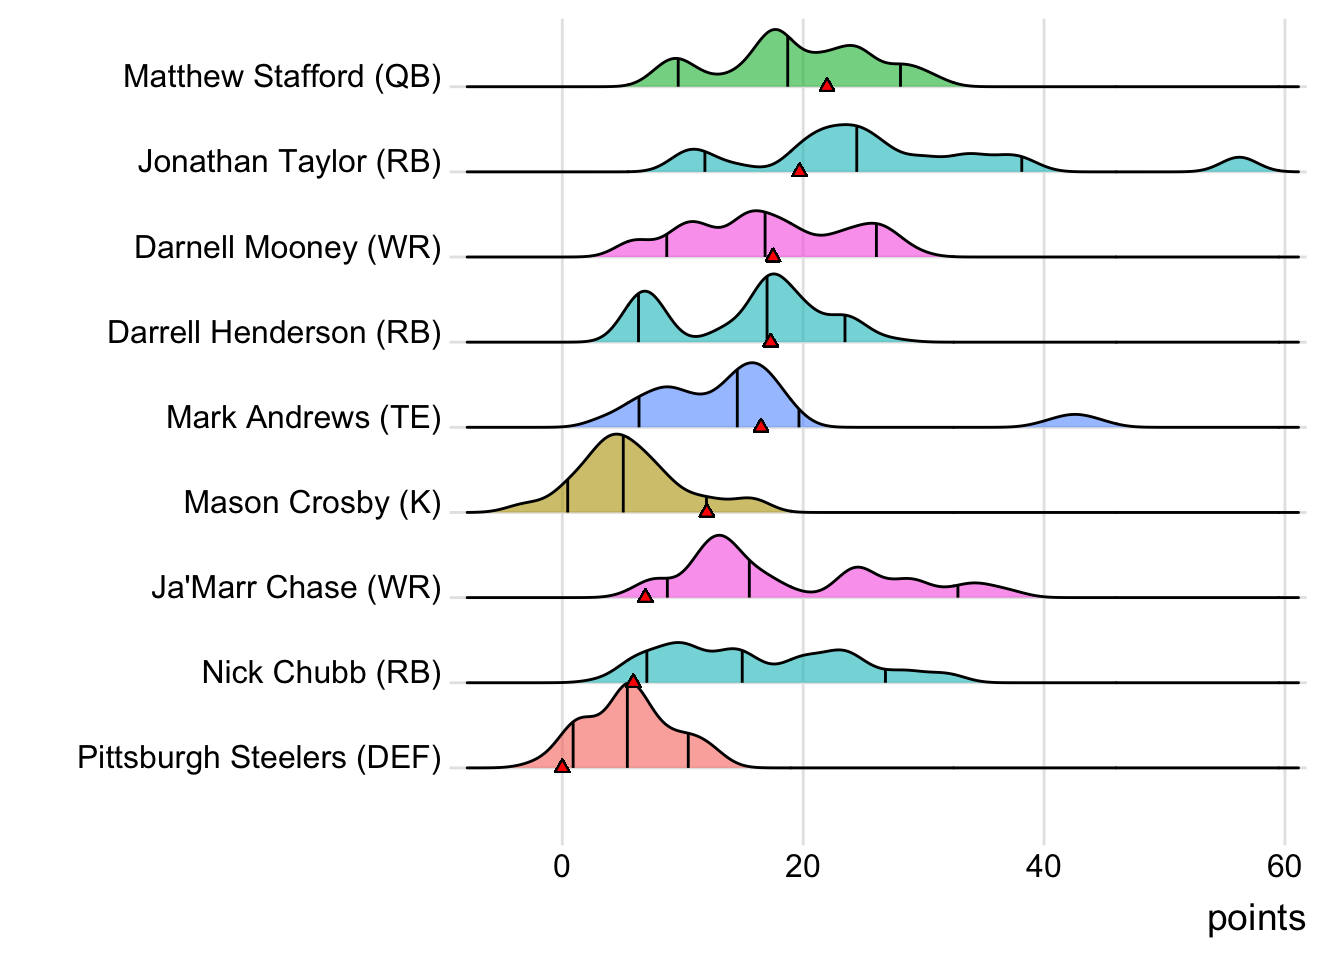 Matthew Stafford (QB)
Jonathan Taylor (RB)
Darnell Mooney (WR)
Darrell Henderson (RB)
Mark Andrews (TE)
Mason Crosby (K)
Ja'Marr Chase (WR)
Nick Chubb (RB)
Pittsburgh Steelers (DEF)
0 20 40 60
points